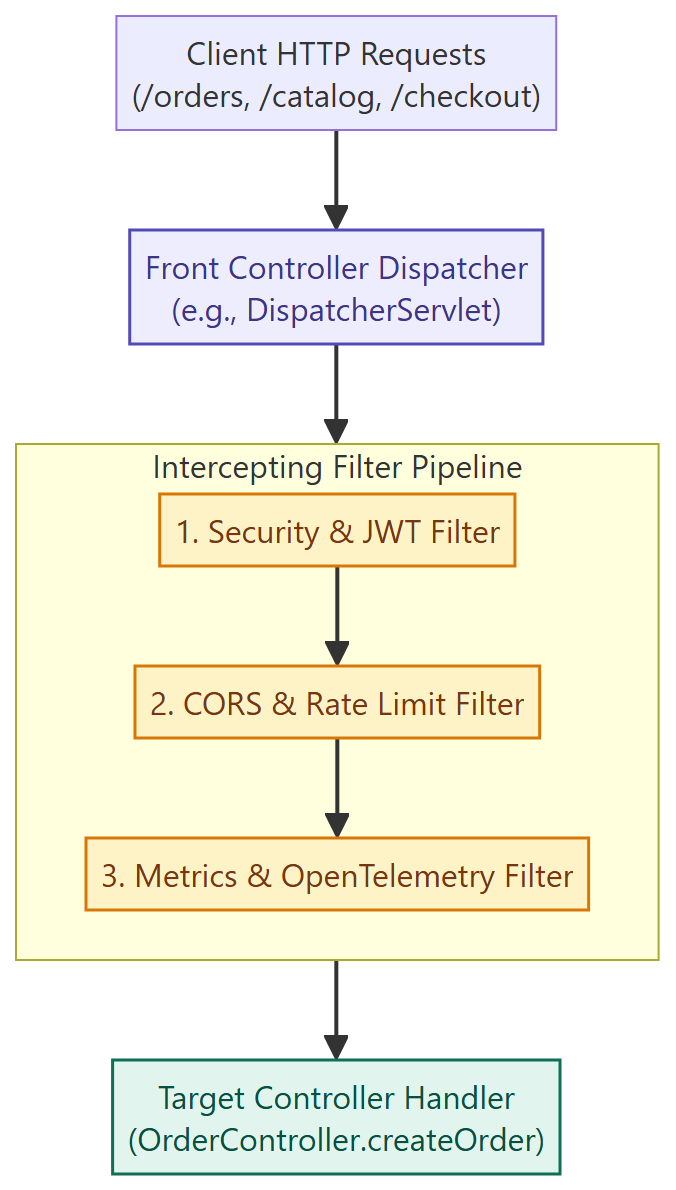 Client HTTP Requests
(/orders, /catalog, /checkout)
Front Controller Dispatcher
(e.g., DispatcherServlet)
Intercepting Filter Pipeline
1. Security & JWT Filter
2. CORS & Rate Limit Filter
3. Metrics & OpenTelemetry Filter
Target Controller Handler
(OrderController.createOrder)